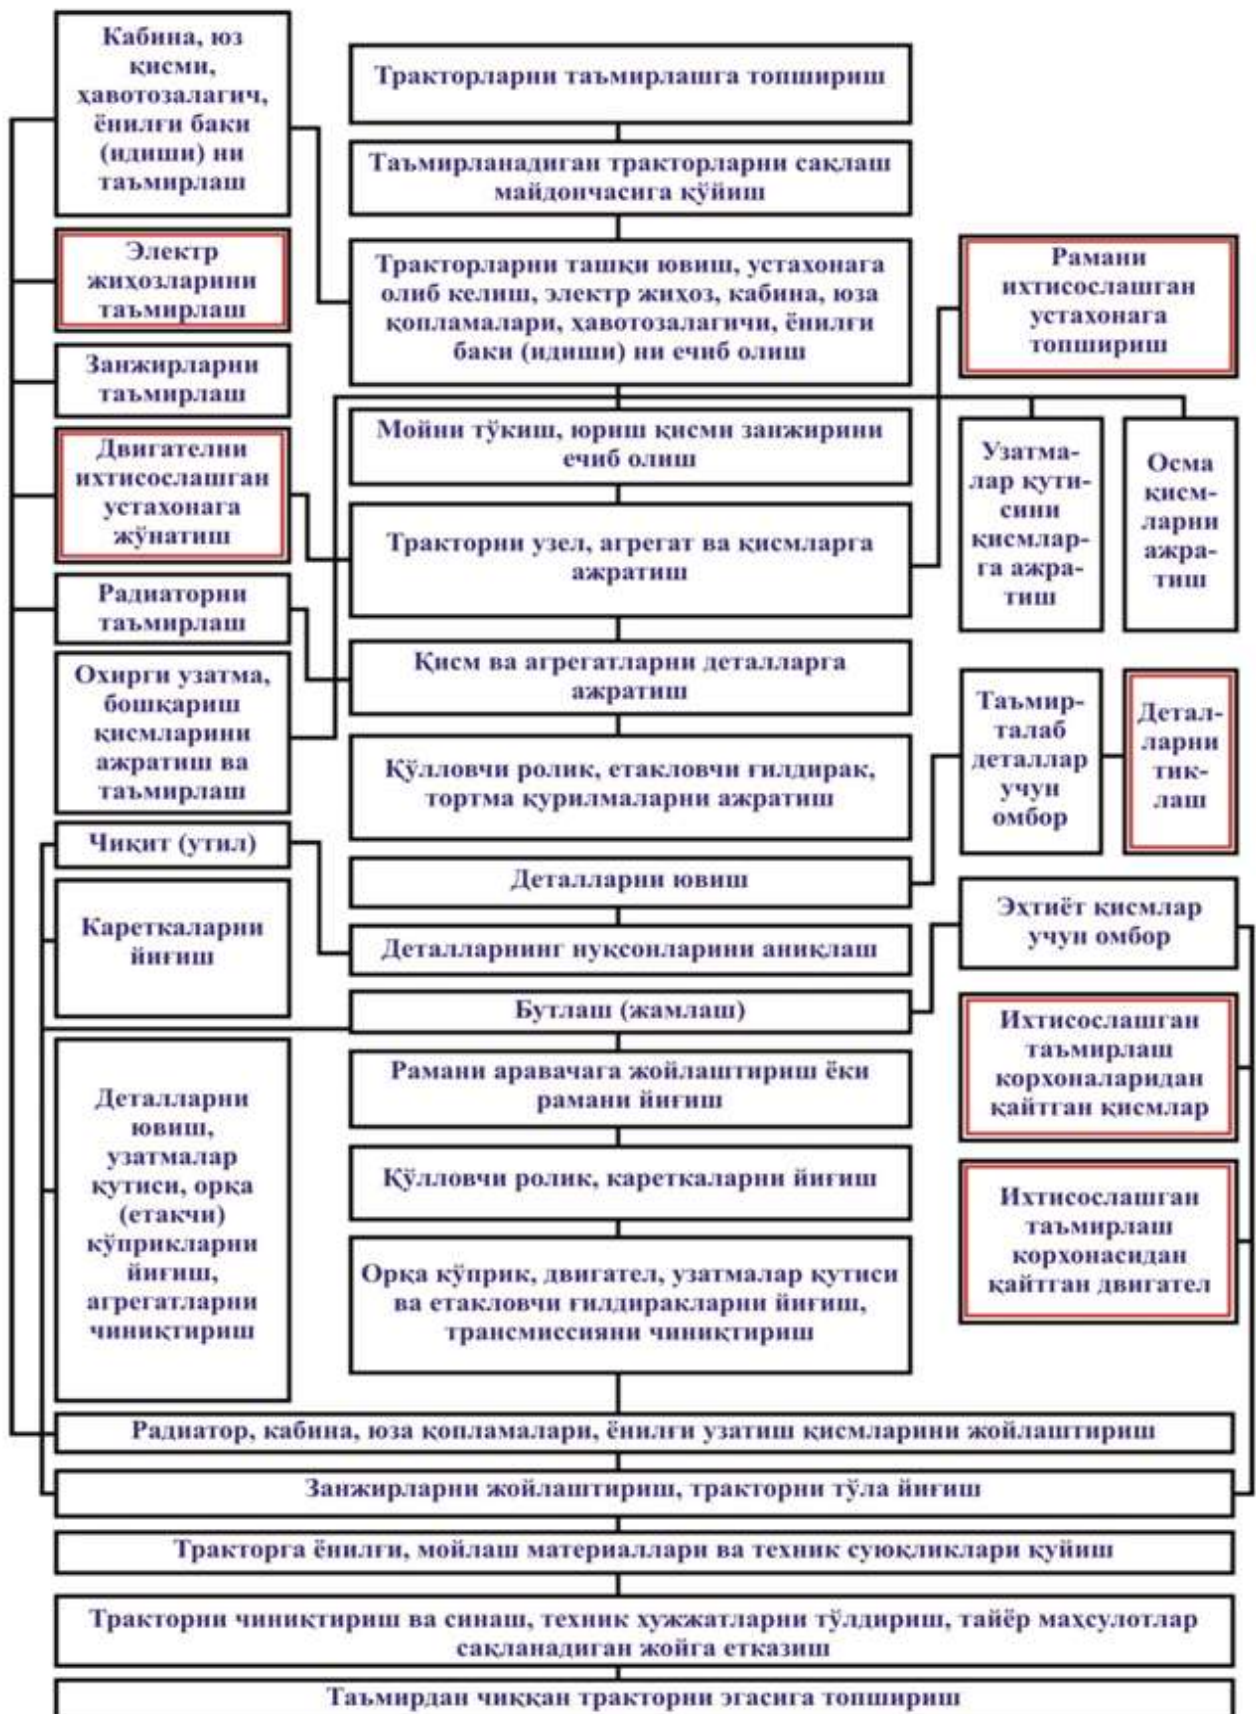 Кабина, юз
қисми,
ҳавотозалагич,
ёнилғи баки
(идиши) ни
таъмирлаш
Электр
жиҳозларини
таъмирлаш
Занжирларни
таъмирлаш
Двигателни
ихтисослашган
устахонага
жўнатиш
Радиаторни
таъмирлаш
Охирги узатма,
бошқариш
қисмларини
ажратиш ва
таъмирлаш
Чиқит (утил)
Кареткаларни
йиғиш
Деталларни
ювиш,
узатмалар
қутиси, орқа
(етакчи)
кўприкларни
йиғиш,
агрегатларни
чиниқтириш
Тракторларни таъмирлашга топшириш
Таъмирланадиган тракторларни сақлаш
майдончасига қўйиш
Тракторларни ташқи ювиш, устахонага
олиб келиш, электр жиҳоз, кабина, юза
қопламалари, ҳавотозалагичи, ёнилғи
баки (идиши) ни ечиб олиш
Мойни тўкиш, юриш қисми занжирини
ечиб олиш
Тракторни узел, агрегат ва қисмларга
ажратиш
Қисм ва агрегатларни деталларга
ажратиш
Қўлловчи ролик, етакловчи ғилдирак,
тортма қурилмаларни ажратиш
Деталларни ювиш
Деталларнинг нуқсонларини аниқлаш
Бутлаш (жамлаш)
Рамани аравачага жойлаштириш ёки
рамани йиғиш
Қўлловчи ролик, кареткаларни йиғиш
Орқа кўприк, двигател, узатмалар қутиси
ва етакловчи ғилдиракларни йиғиш,
трансмиссияни чиниқтириш
Рамани
ихтисослашган
устахонага
топшириш
Узатма-
лар қути-
сини
қисмлар-
га ажра-
тиш
Осма
қисм-
ларни
ажра-
тиш
Таъмир-
талаб
деталлар
учун
омбор
Детал-
ларни
тик-
лаш
Эҳтиёт қисмлар
учун омбор
Ихтисослашган
таъмирлаш
корхоналаридан
қайтган қисмлар
Ихтисослашган
таъмирлаш
корхонасидан
қайтган двигател
Радиатор, кабина, юза қопламалари, ёнилғи узатиш қисмларини жойлаштириш
Занжирларни жойлаштириш, тракторни тўла йиғиш
Тракторга ёнилғи, мойлаш материаллари ва техник суюқликлари қуйиш
Тракторни чиниқтириш ва синаш, техник хужжатларни тўлдириш, тайёр маҳсулотлар
сақланадиган жойга етказиш
Таъмирдан чиққан тракторни эгасига топшириш